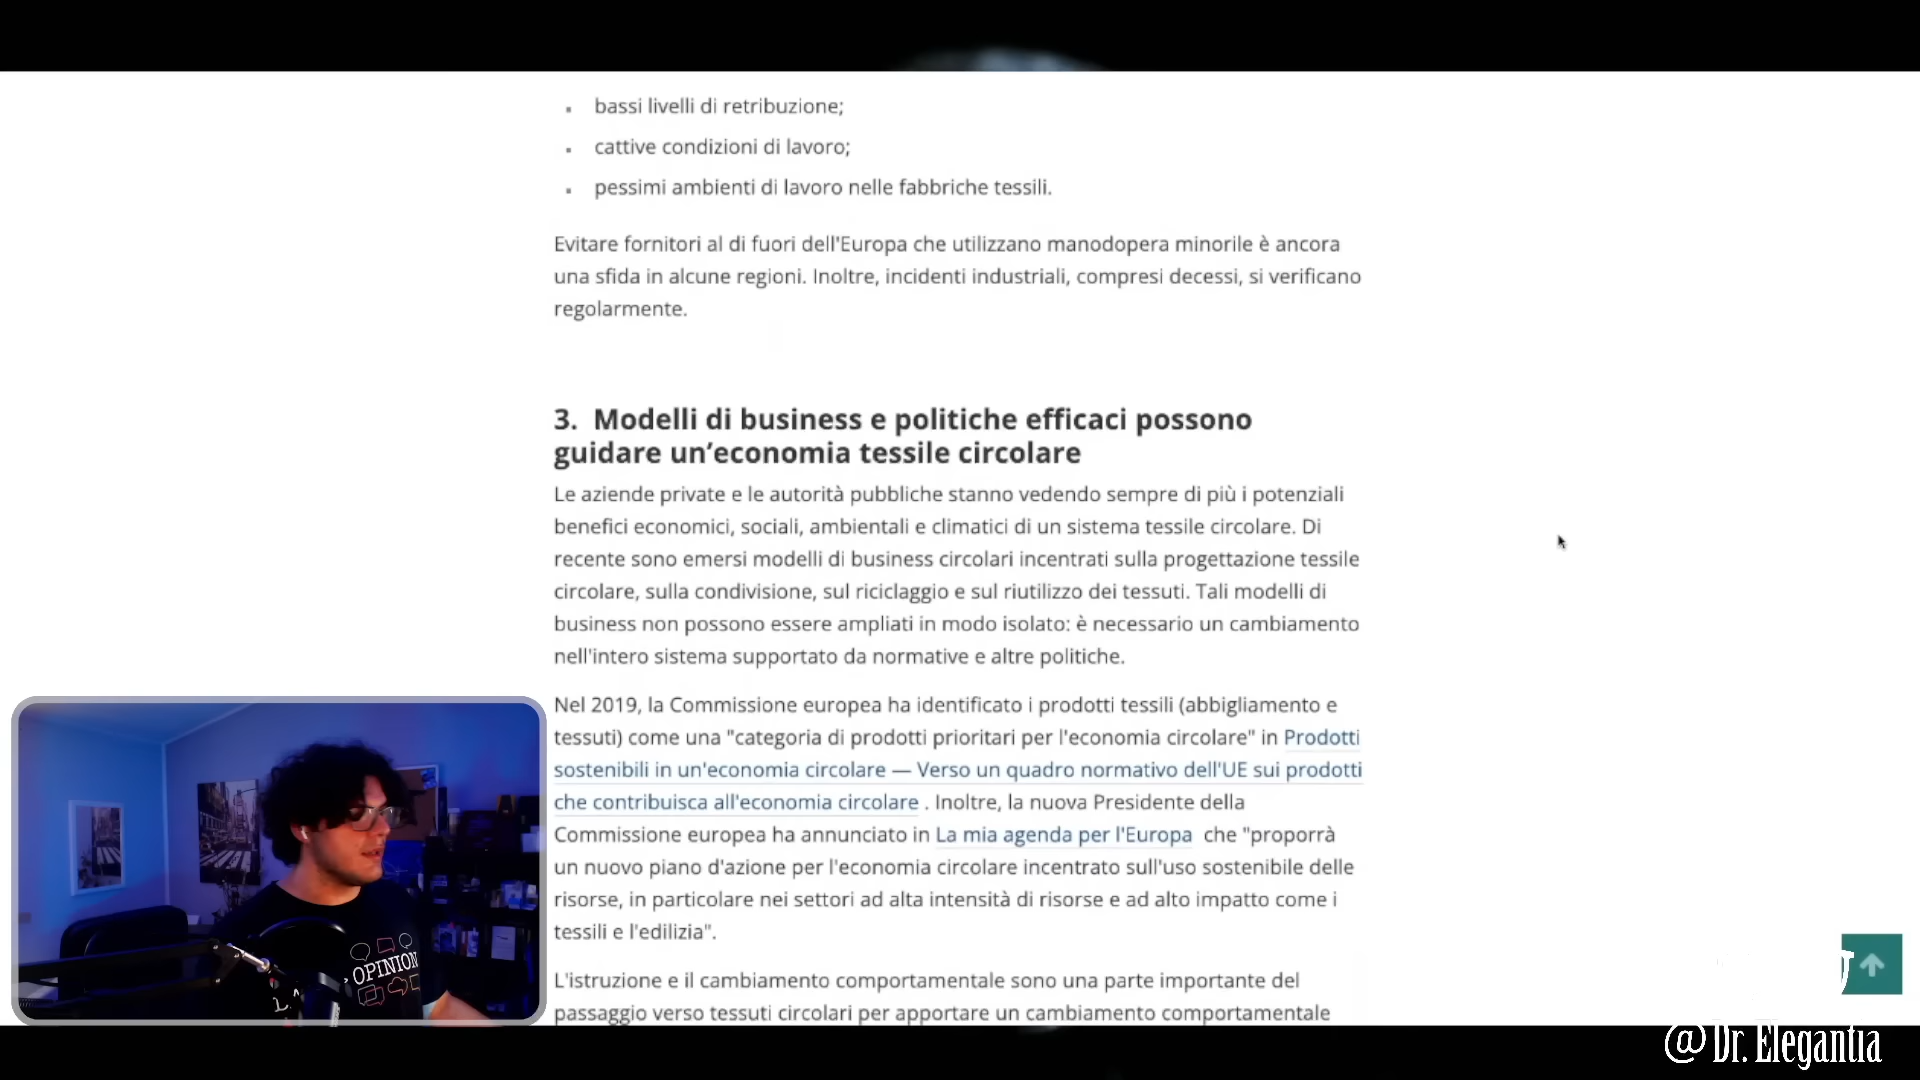 bassi livelli di retribuzione;
cattive condizioni di lavoro;
pessimi ambienti di lavoro nelle fabbriche tessili.
Evitare fornitori al di fuori dell'Europa che utilizzano manodopera minorile è ancora
una sfida in alcune regioni. Inoltre, incidenti industriali, compresi decessi, si verificano
regolarmente.
3. Modelli di business e politiche efficaci possono
guidare un’economia tessile circolare
Le aziende private e le autorità pubbliche stanno vedendo sempre di più i potenziali
benefici economici, sociali, ambientali e climatici di un sistema tessile circolare. Di
recente sono emersi modelli di business circolari incentrati sulla progettazione tessile
circolare, sulla condivisione, sul riciclaggio e sul riutilizzo dei tessuti. Tali modelli di
business non possono essere ampliati in modo isolato: è necessario un cambiamento
nell'intero sistema supportato da normative e altre politiche.
Nel 2019, la Commissione europea ha identificato i prodotti tessili (abbigliamento e
tessuti) come una "categoria di prodotti prioritari per l'economia circolare" in Prodotti
sostenibili in un'economia circolare — Verso un quadro normativo dell'UE sui prodotti
che contribuisca all'economia circolare . Inoltre, la nuova Presidente della
Commissione europea ha annunciato in La mia agenda per l'Europa che "proporrà
un nuovo piano d'azione per l'economia circolare incentrato sull'uso sostenibile delle
risorse, in particolare nei settori ad alta intensità di risorse e ad alto impatto come i
tessili e l'edilizia".
L'istruzione e il cambiamento comportamentale sono una parte importante del
passaggio verso tessuti circolari per apportare un cambiamento comportamentale
OPINION
@Dr. Elegantia